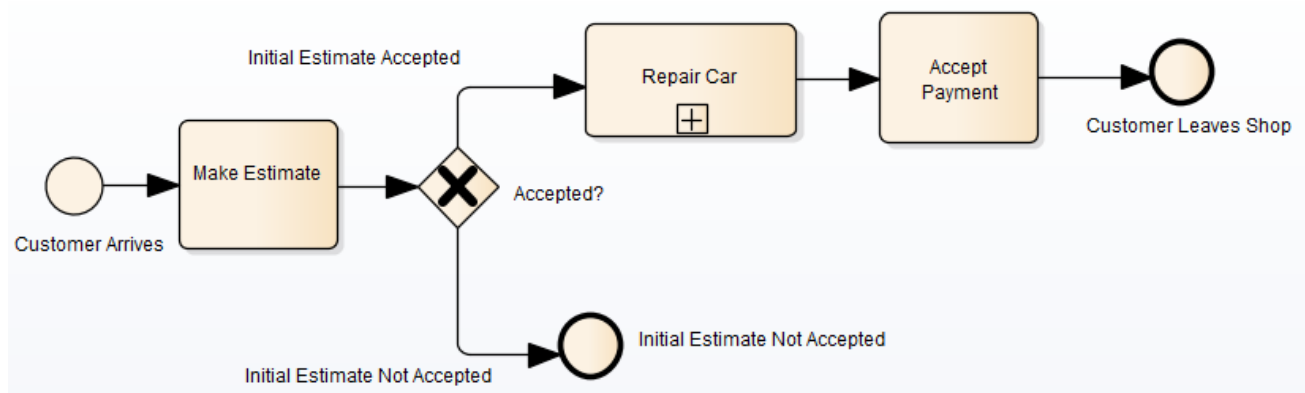 Initial Estimate Accepted
Repair Car
Accept
Payment
Customer Leaves Shop
Make Estimate
Accepted?
Customer Arrives
Initial Estimate Not Accepted
Initial Estimate Not Accepted